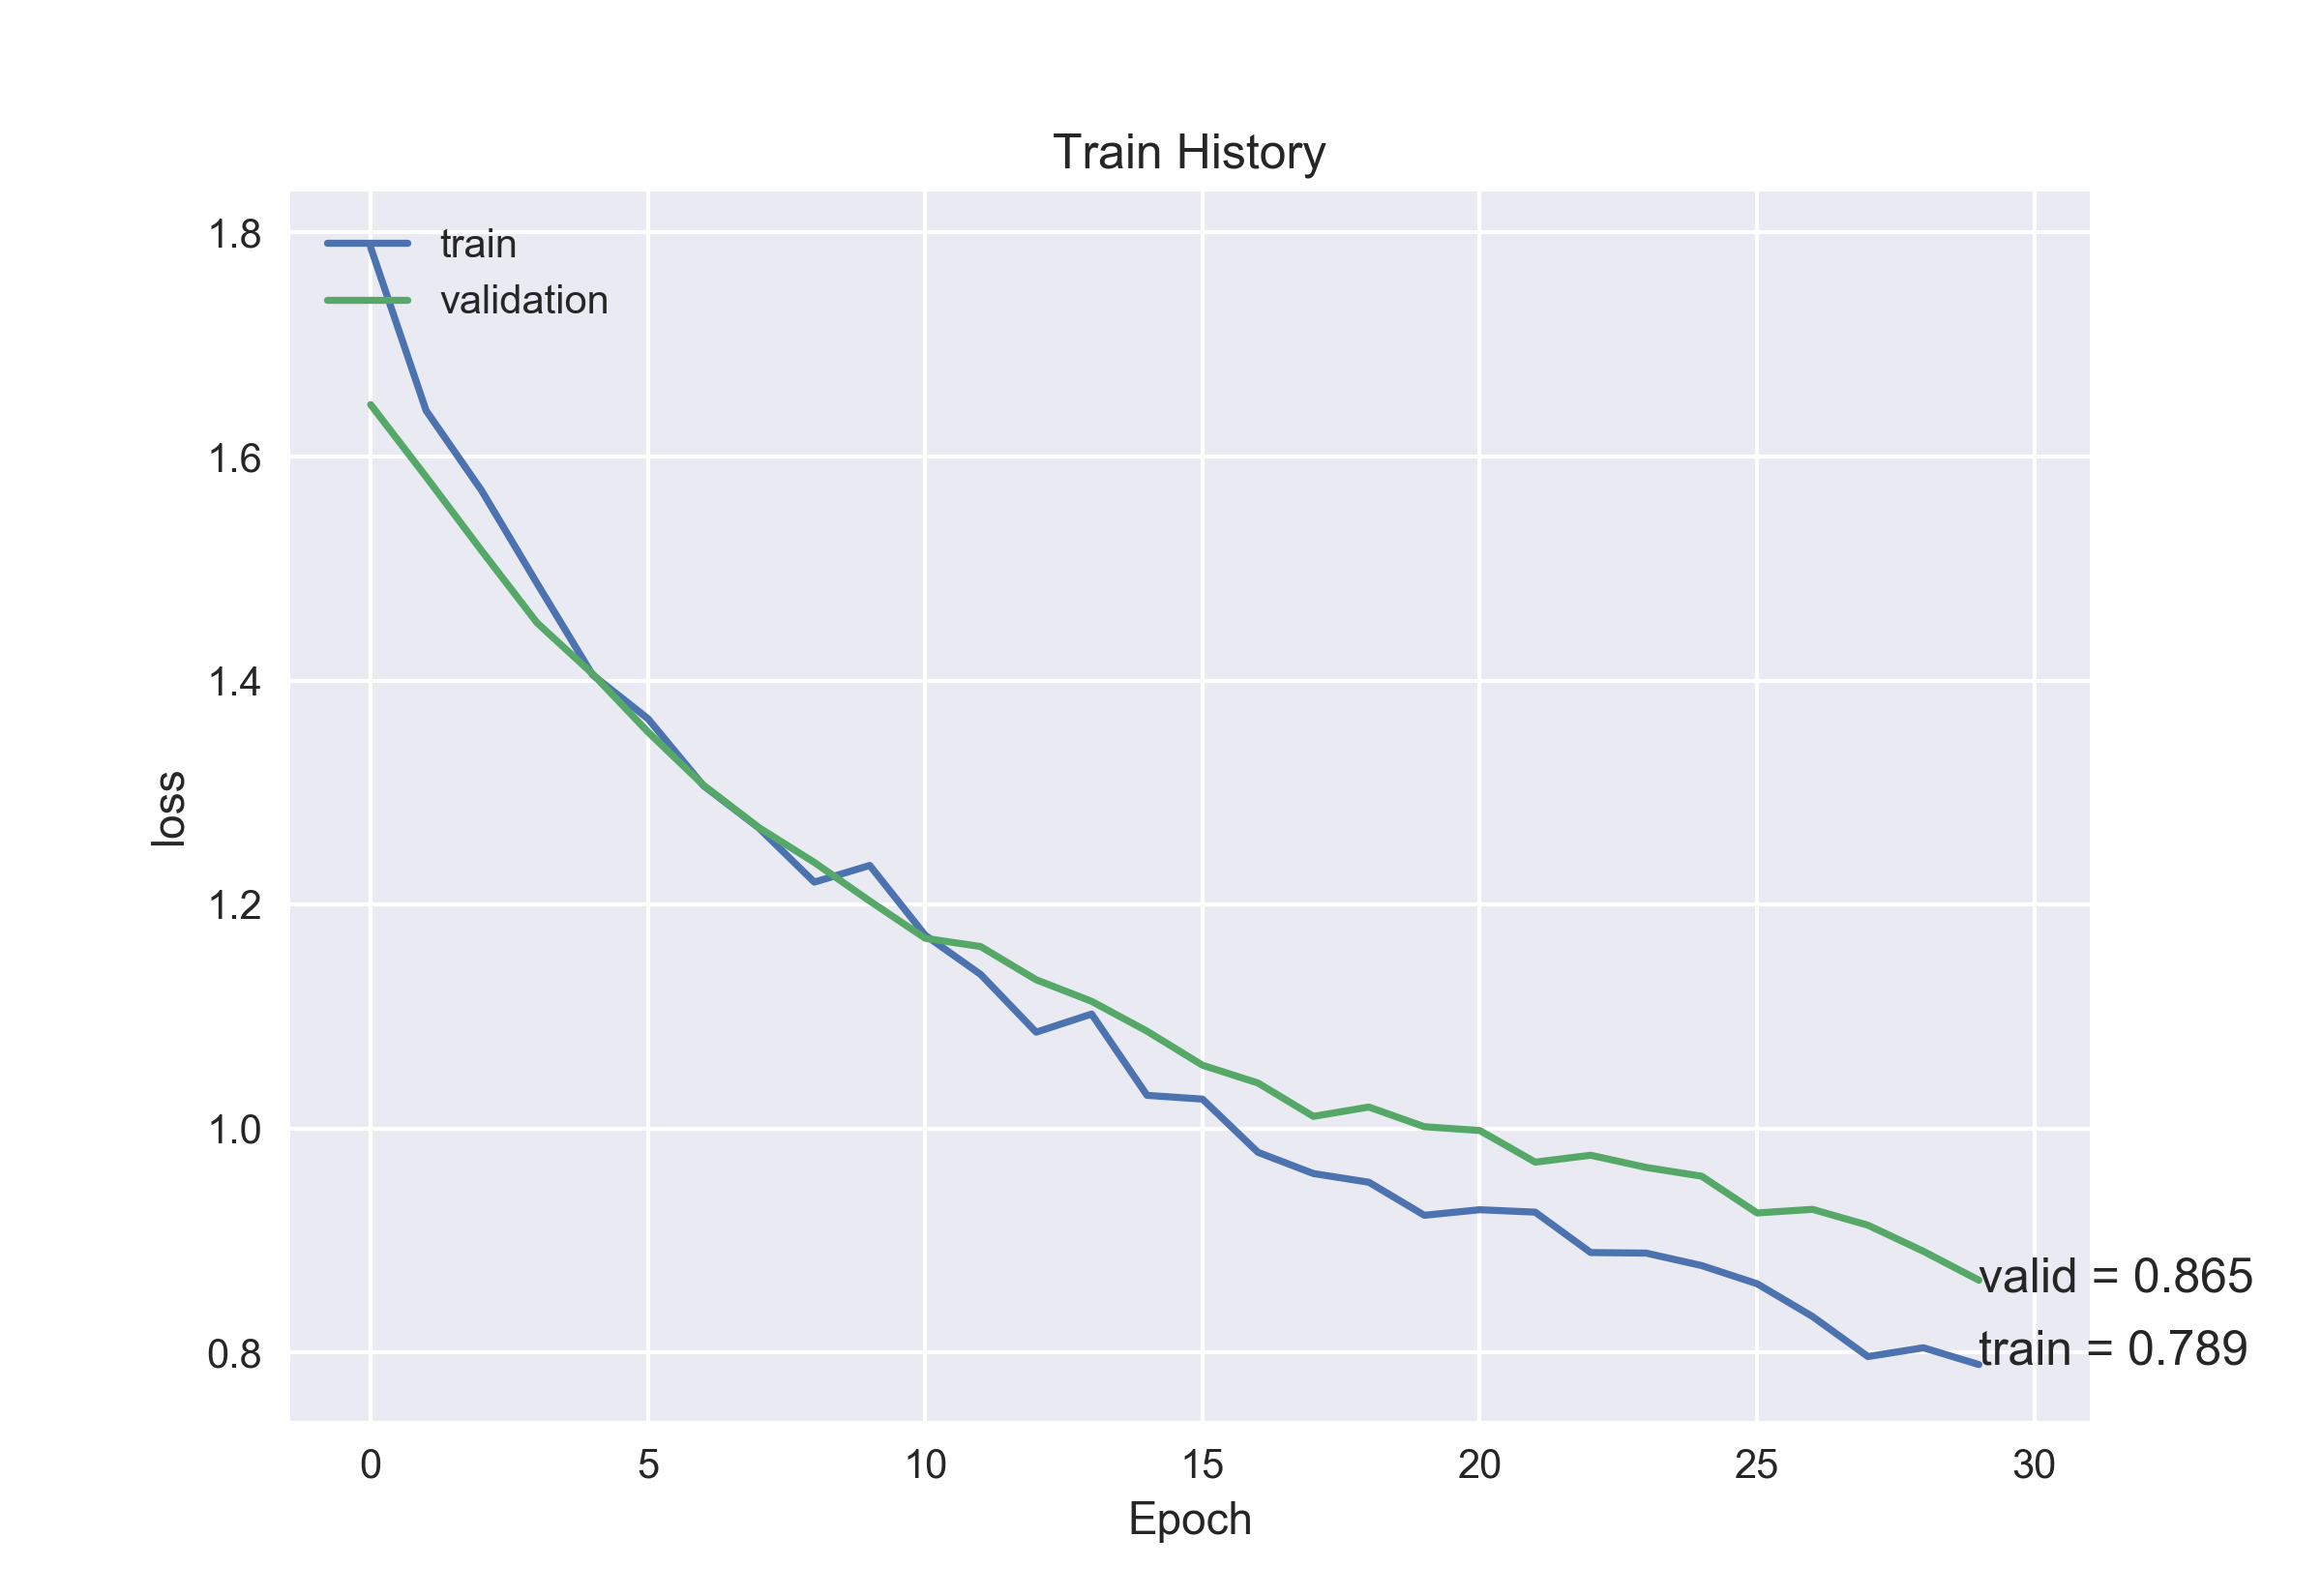 Train History
train
validation
1.8
1.6
1.4
1.2
1.0
0.8
loss
valid = 0.865
train = 0.789
0 5 10 15 20 25 30
Epoch